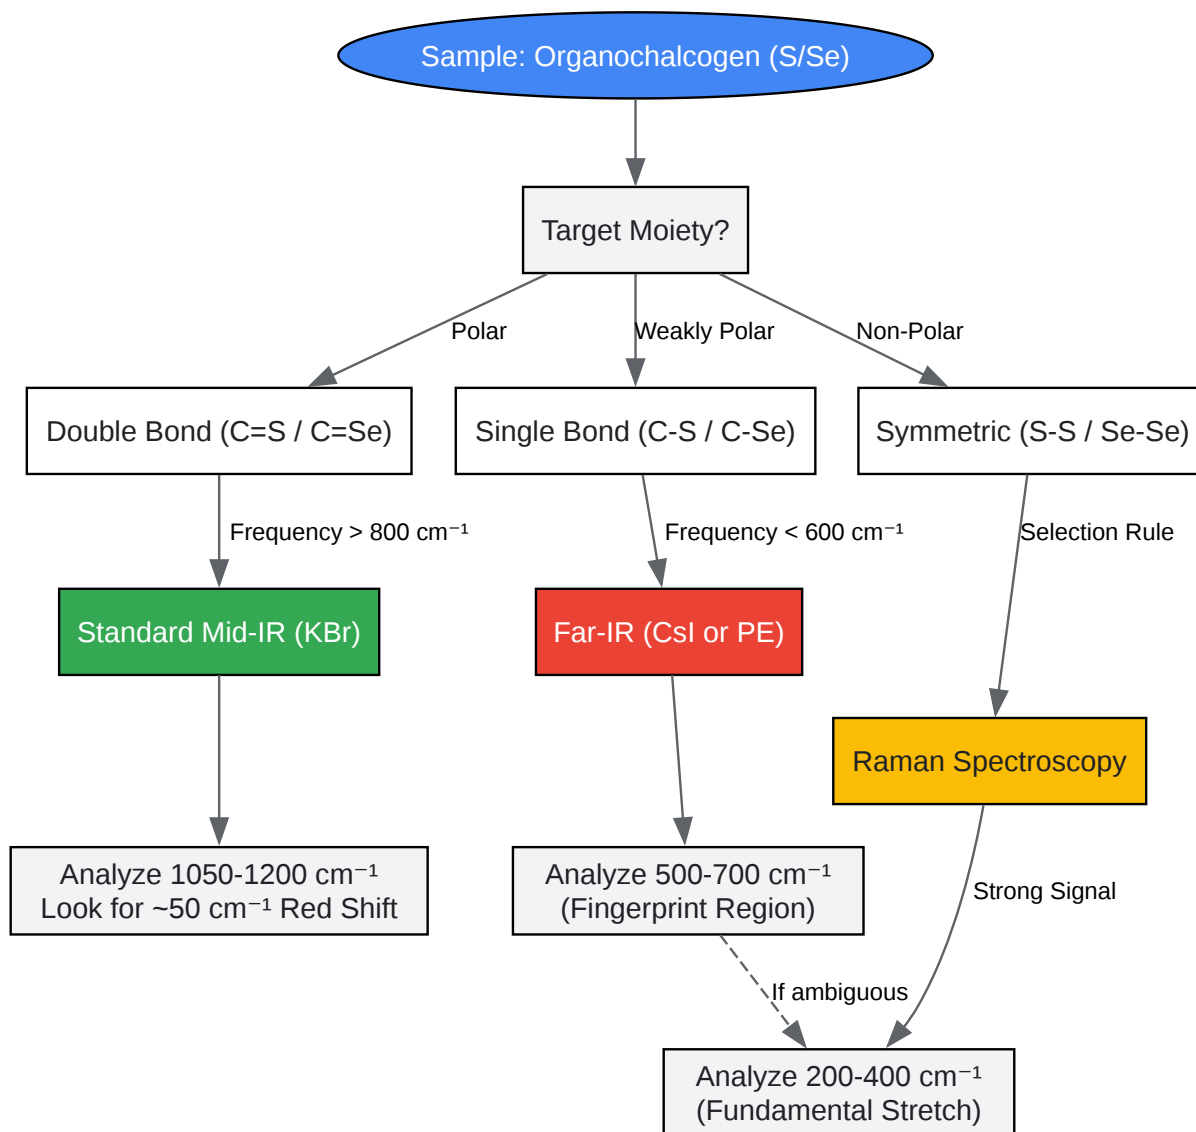 Sample: Organochalcogen (S/Se)
Target Moiety?
Polar
Weakly Polar
Non-Polar
Double Bond (C=S / C=Se)
Single Bond (C-S / C-Se)
Symmetric (S-S / Se-Se)
Frequency > 800 cm⁻¹
Frequency < 600 cm⁻¹
Selection Rule
Standard Mid-IR (KBr)
Far-IR (CsI or PE)
Raman Spectroscopy
Analyze 1050-1200 cm⁻¹
Look for ~50 cm⁻¹ Red Shift
Analyze 500-700 cm⁻¹
(Fingerprint Region)
Strong Signal
If ambiguous
Analyze 200-400 cm⁻¹
(Fundamental Stretch)